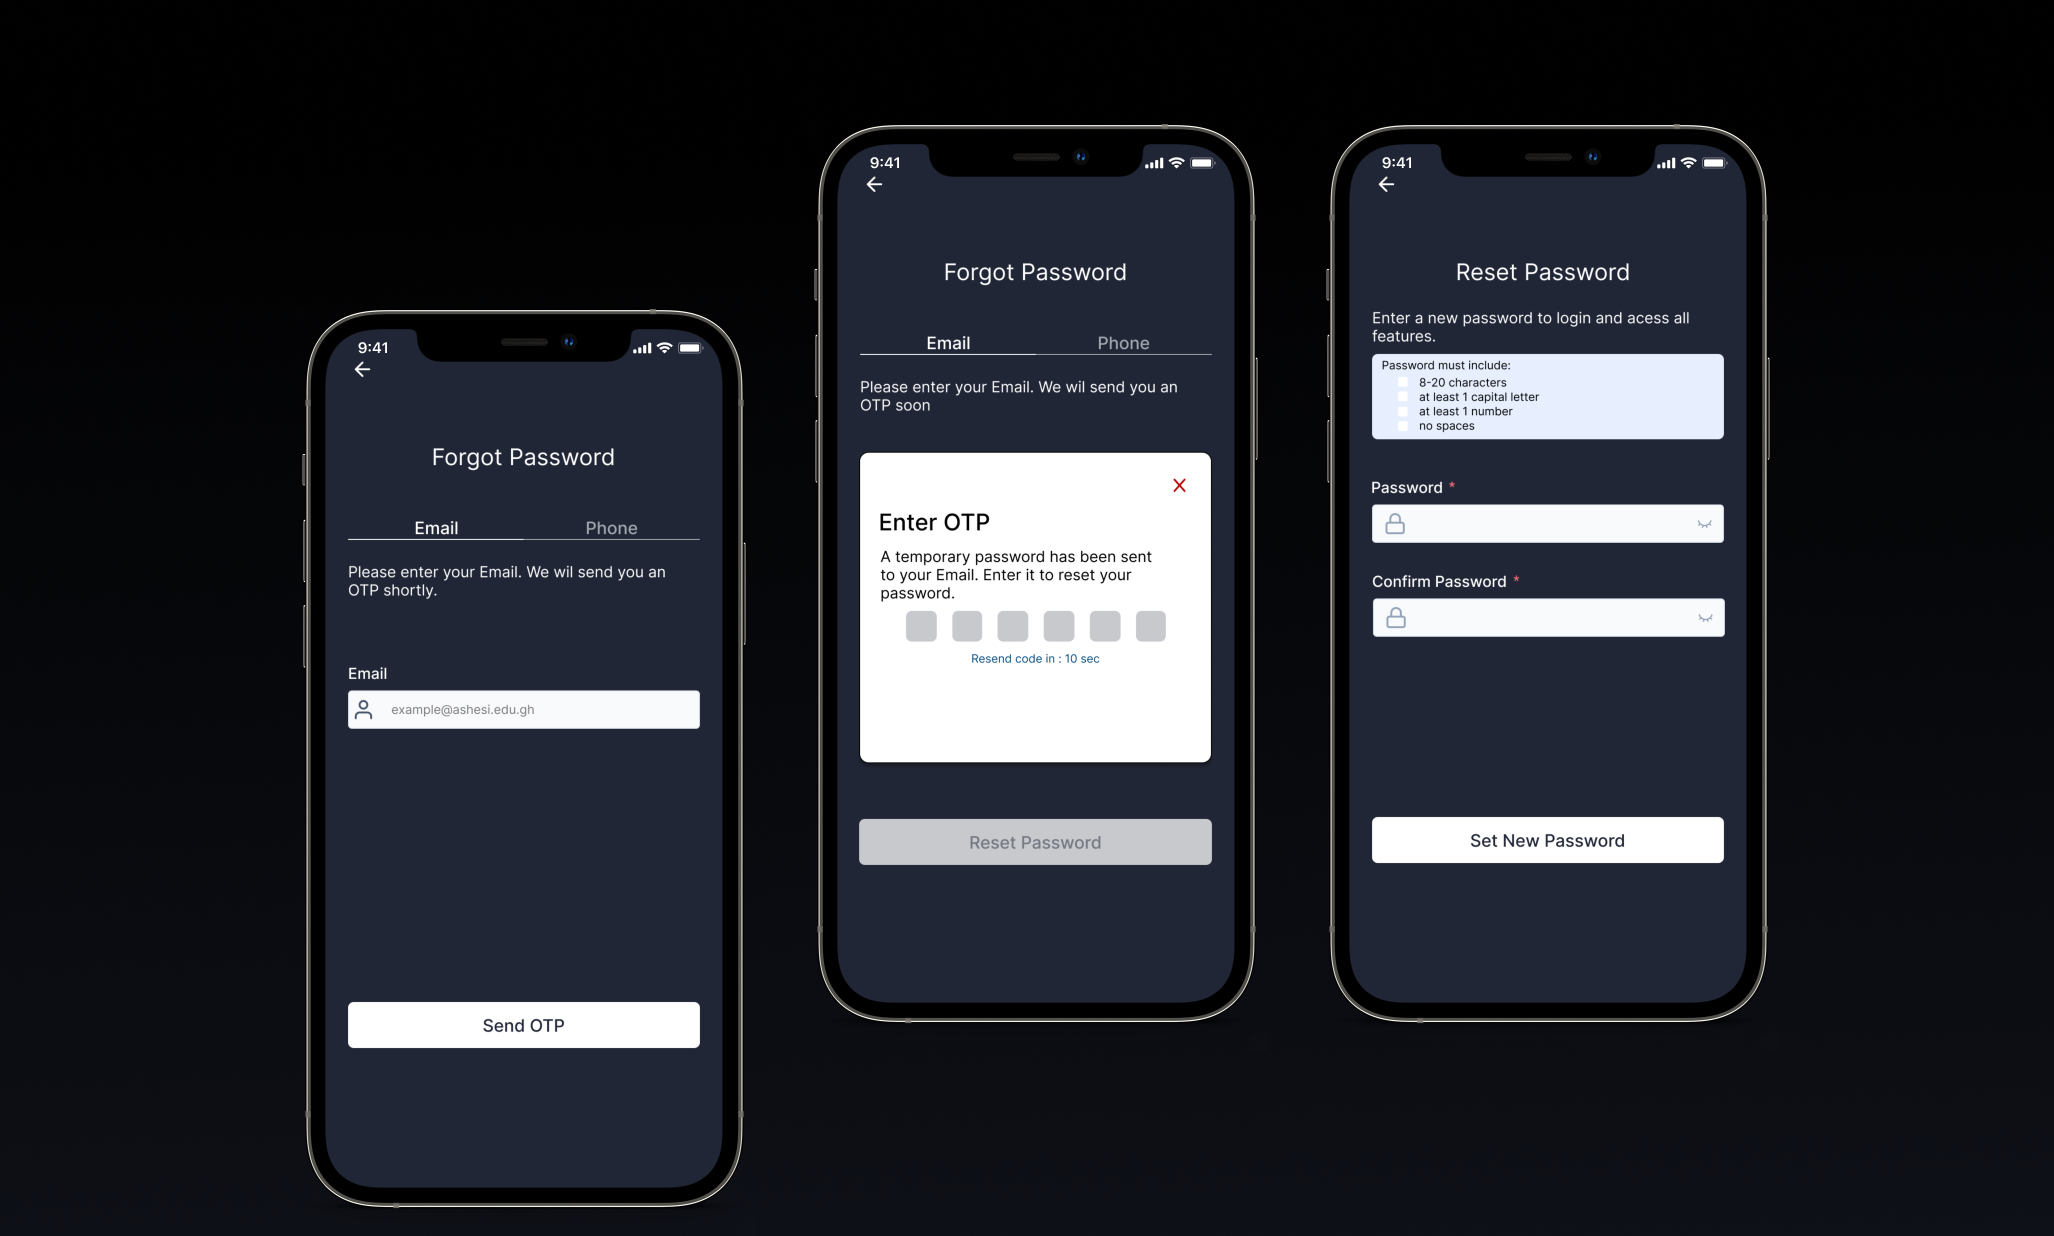 9:41
Forgot Password
Email Phone
Please enter your Email. We wil send you an
OTP shortly.
Email
example@ashesi.edu.gh
Send OTP
9:41
Forgot Password
Email Phone
Please enter your Email. We wil send you an
OTP soon
Enter OTP
A temporary password has been sent
to your Email. Enter it to reset your
password.
Resend code in : 10 sec
Reset Password
9:41
Reset Password
Enter a new password to login and acess all
features.
Password must include:
8-20 characters
at least 1 capital letter
at least 1 number
no spaces
Password *
Confirm Password *
Set New Password